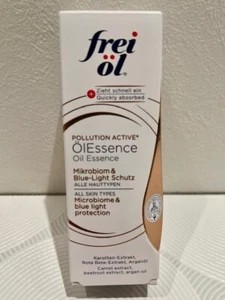 frei
öl
Zieht schnell ein
Quickly absorbed
POLLUTION ACTIVE®
ÖlEssence
Oil Essence
Mikrobiom &
Blue-Light Schutz
ALLE HAUTTYPEN
ALL SKIN TYPES
Microbiome &
blue light
protection
Karotten-Extrakt,
Rote Bete-Extrakt, Arganöl
Carrot extract,
beetroot extract, argan oil